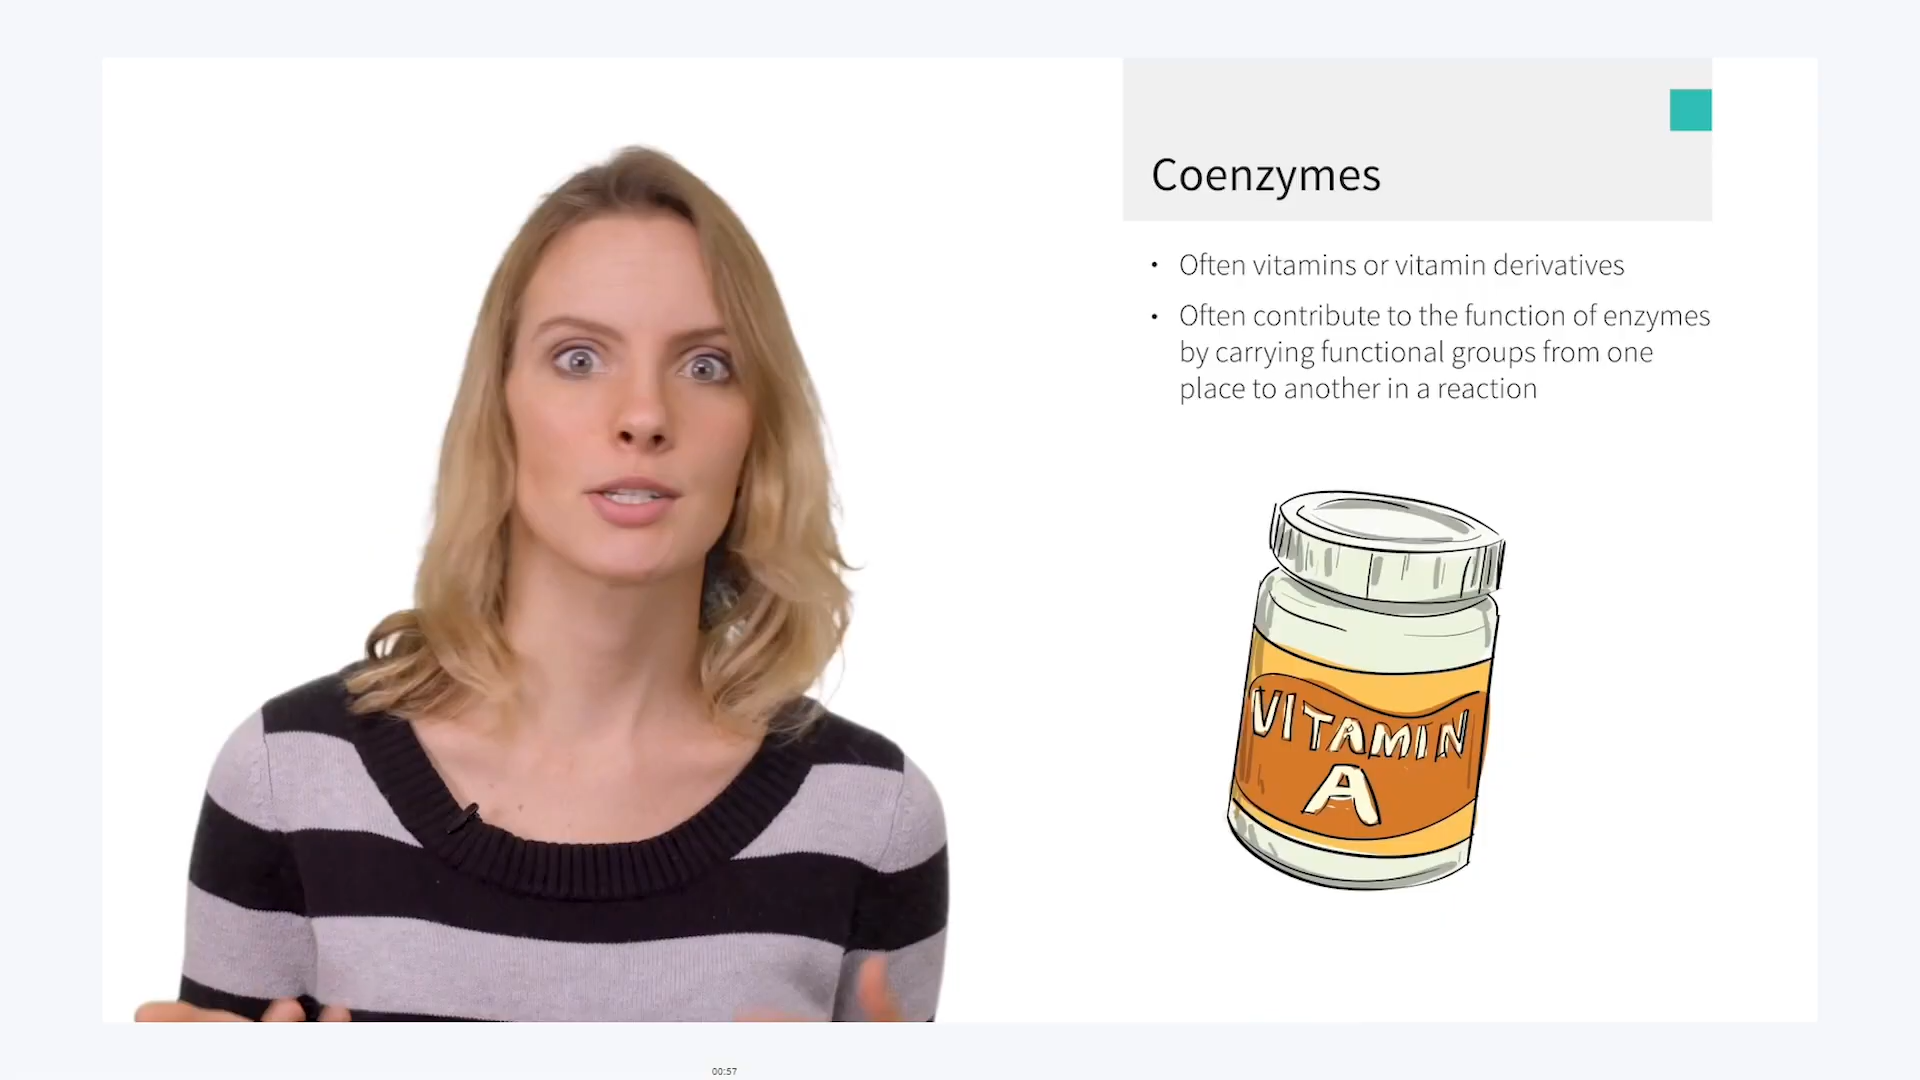 Coenzymes
• Often vitamins or vitamin derivatives
• Often contribute to the function of enzymes
by carrying functional groups from one
place to another in a reaction
VITAMIN
A
00:57